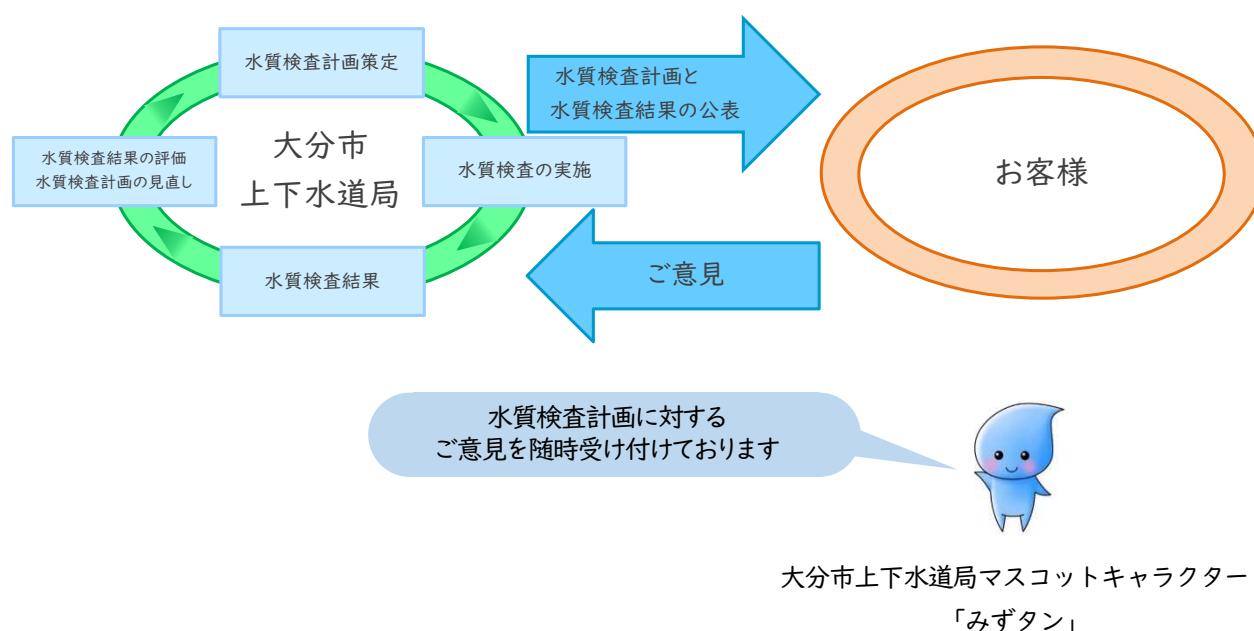 水質検査計画策定
水質検査計画と
水質検査結果の公表
大分市
上下水道局
水質検査結果の評価
水質検査計画の見直し
水質検査の実施
お客様
水質検査結果
ご意見
水質検査計画に対する
ご意見を随時受け付けております
大分市上下水道局マスコットキャラクター
「みずタン」